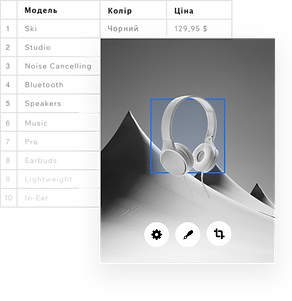 Модель Колір Ціна
1 Ski Чорний 129,95 $
2 Studio
3 Noise Cancelling
4 Bluetooth
5 Speakers
6 Music
7 Pro
8 Earbuds
9 Lightweight
10 In-Ear